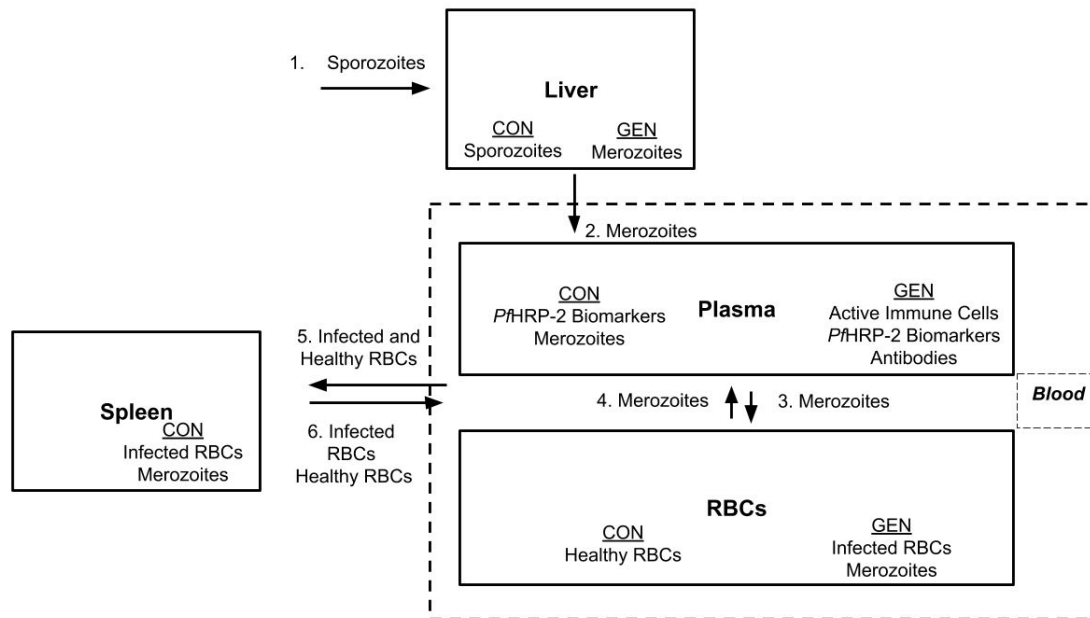 1. Sporozoites
Liver
CON
Sporozoites
GEN
Merozoites
2. Merozoites
CON
PfHRP-2 Biomarkers
Merozoites
Plasma
GEN
Active Immune Cells
PfHRP-2 Biomarkers
Antibodies
5. Infected and
Healthy RBCs
Spleen
CON
Infected RBCs
Merozoites
6. Infected
RBCs
Healthy RBCs
4. Merozoites
3. Merozoites
Blood
RBCs
CON
Healthy RBCs
GEN
Infected RBCs
Merozoites